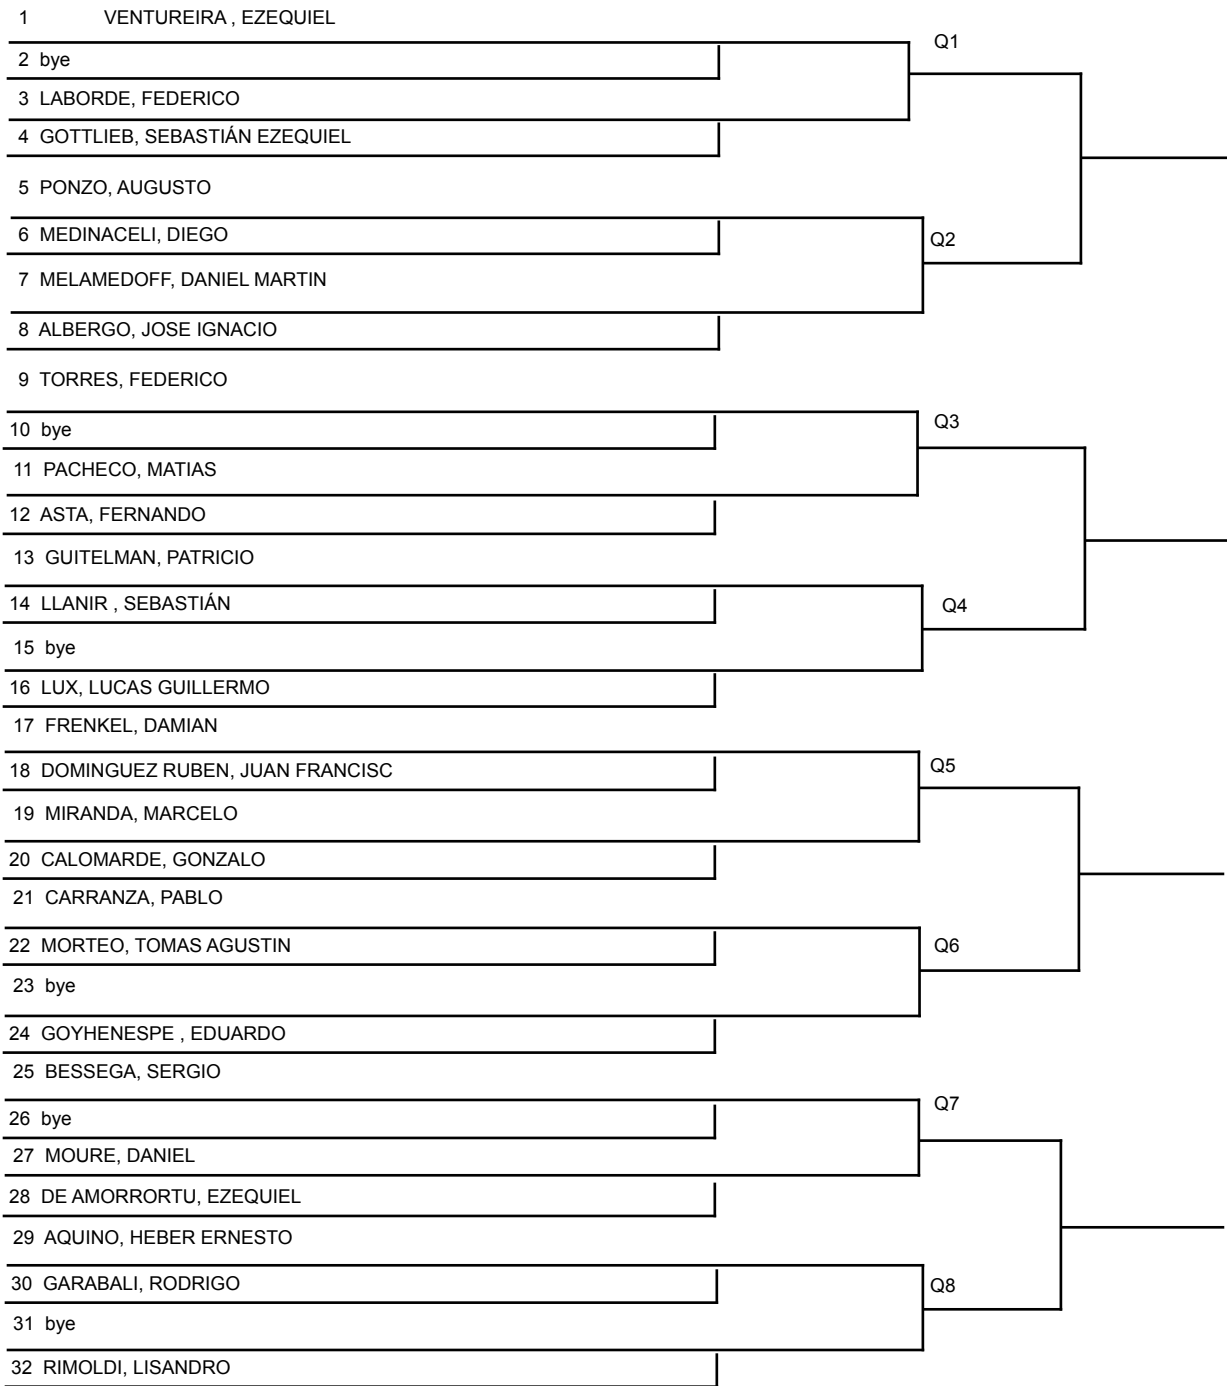 1 VENTUREIRA , EZEQUIEL
Q1
2 bye
3 LABORDE, FEDERICO
4 GOTTLIEB, SEBASTIÁN EZEQUIEL
5 PONZO, AUGUSTO
6 MEDINACELI, DIEGO
Q2
7 MELAMEDOFF, DANIEL MARTIN
8 ALBERGO, JOSE IGNACIO
9 TORRES, FEDERICO
Q3
10 bye
11 PACHECO, MATIAS
12 ASTA, FERNANDO
13 GUITELMAN, PATRICIO
14 LLANIR , SEBASTIÁN
Q4
15 bye
16 LUX, LUCAS GUILLERMO
17 FRENKEL, DAMIAN
Q5
18 DOMINGUEZ RUBEN, JUAN FRANCISC
19 MIRANDA, MARCELO
20 CALOMARDE, GONZALO
21 CARRANZA, PABLO
22 MORTEO, TOMAS AGUSTIN
Q6
23 bye
24 GOYHENESPE , EDUARDO
25 BESSEGA, SERGIO
Q7
26 bye
27 MOURE, DANIEL
28 DE AMORRORTU, EZEQUIEL
29 AQUINO, HEBER ERNESTO
30 GARABALI, RODRIGO
Q8
31 bye
32 RIMOLDI, LISANDRO